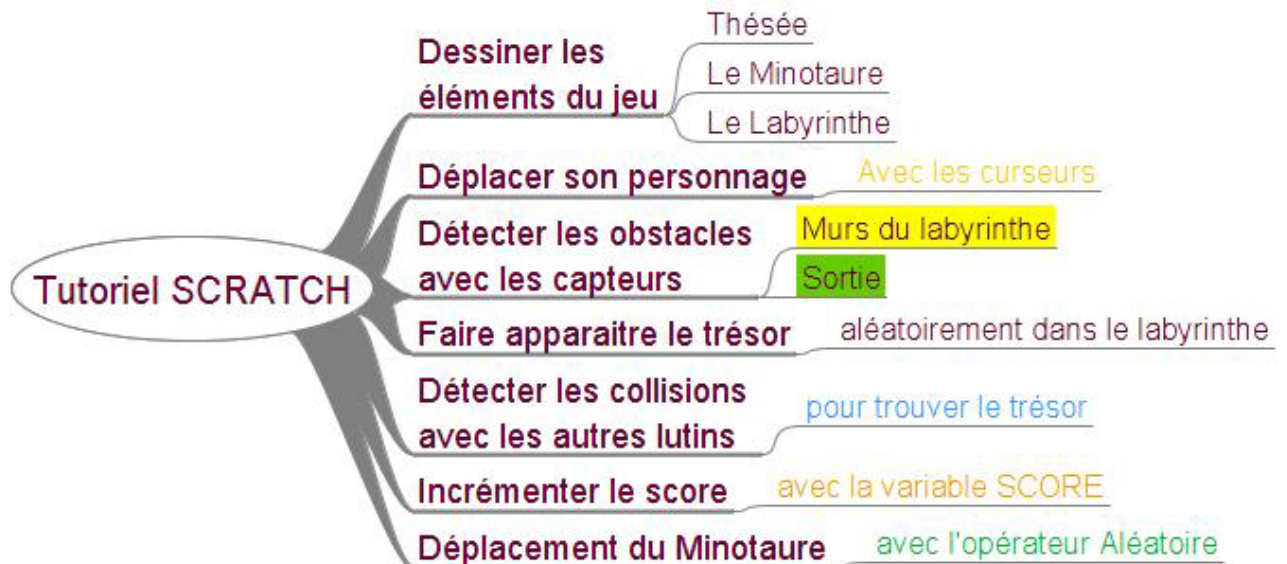 Tutoriel SCRATCH
Dessiner les
éléments du jeu
Thésée
Le Minotaure
Le Labyrinthe
Déplacer son personnage
Avec les curseurs
Détecter les obstacles
avec les capteurs
Murs du labyrinthe
Sortie
Faire apparaitre le trésor
aléatoirement dans le labyrinthe
Détecter les collisions
avec les autres lutins
pour trouver le trésor
Incrémenter le score
avec la variable SCORE
Déplacement du Minotaure
avec l'opérateur Aléatoire